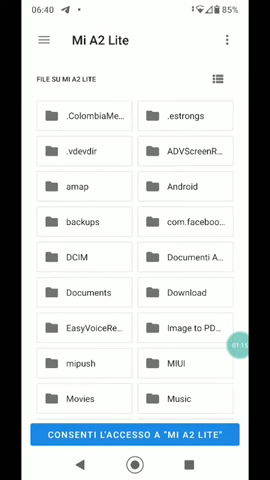 06:40
85%
Mi A2 Lite
FILE SU MI A2 LITE
.ColombiaMe... .estrongs
.vdevdir ADVScreenR...
amap Android
backups com.faceboo...
DCIM Documenti A...
Documents Download
EasyVoiceRe... Image to PD...
01:15
mipush MIUI
Movies Music
CONSENTI L'ACCESSO A "MI A2 LITE"